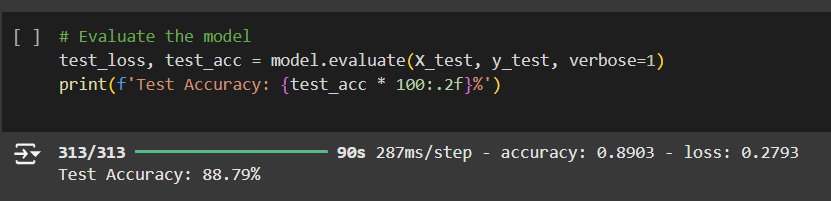 [ ] # Evaluate the model
test_loss, test_acc = model.evaluate(X_test, y_test, verbose=1)
print(f'Test Accuracy: {test_acc * 100:.2f}%')
313/313 90s 287ms/step - accuracy: 0.8903 - loss: 0.2793
Test Accuracy: 88.79%